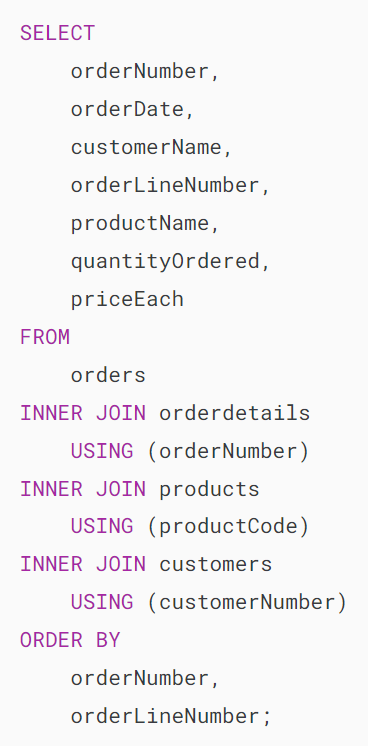 SELECT
    orderNumber,
    orderDate,
    customerName,
    orderLineNumber,
    productName,
    quantityOrdered,
    priceEach
FROM
    orders
INNER JOIN orderdetails
    USING (orderNumber)
INNER JOIN products
    USING (productCode)
INNER JOIN customers
    USING (customerNumber)
ORDER BY
    orderNumber,
    orderLineNumber;